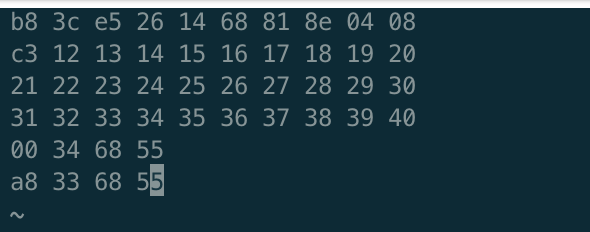 b8 3c e5 26 14 68 81 8e 04 08
c3 12 13 14 15 16 17 18 19 20
21 22 23 24 25 26 27 28 29 30
31 32 33 34 35 36 37 38 39 40
00 34 68 55
a8 33 68 55
~